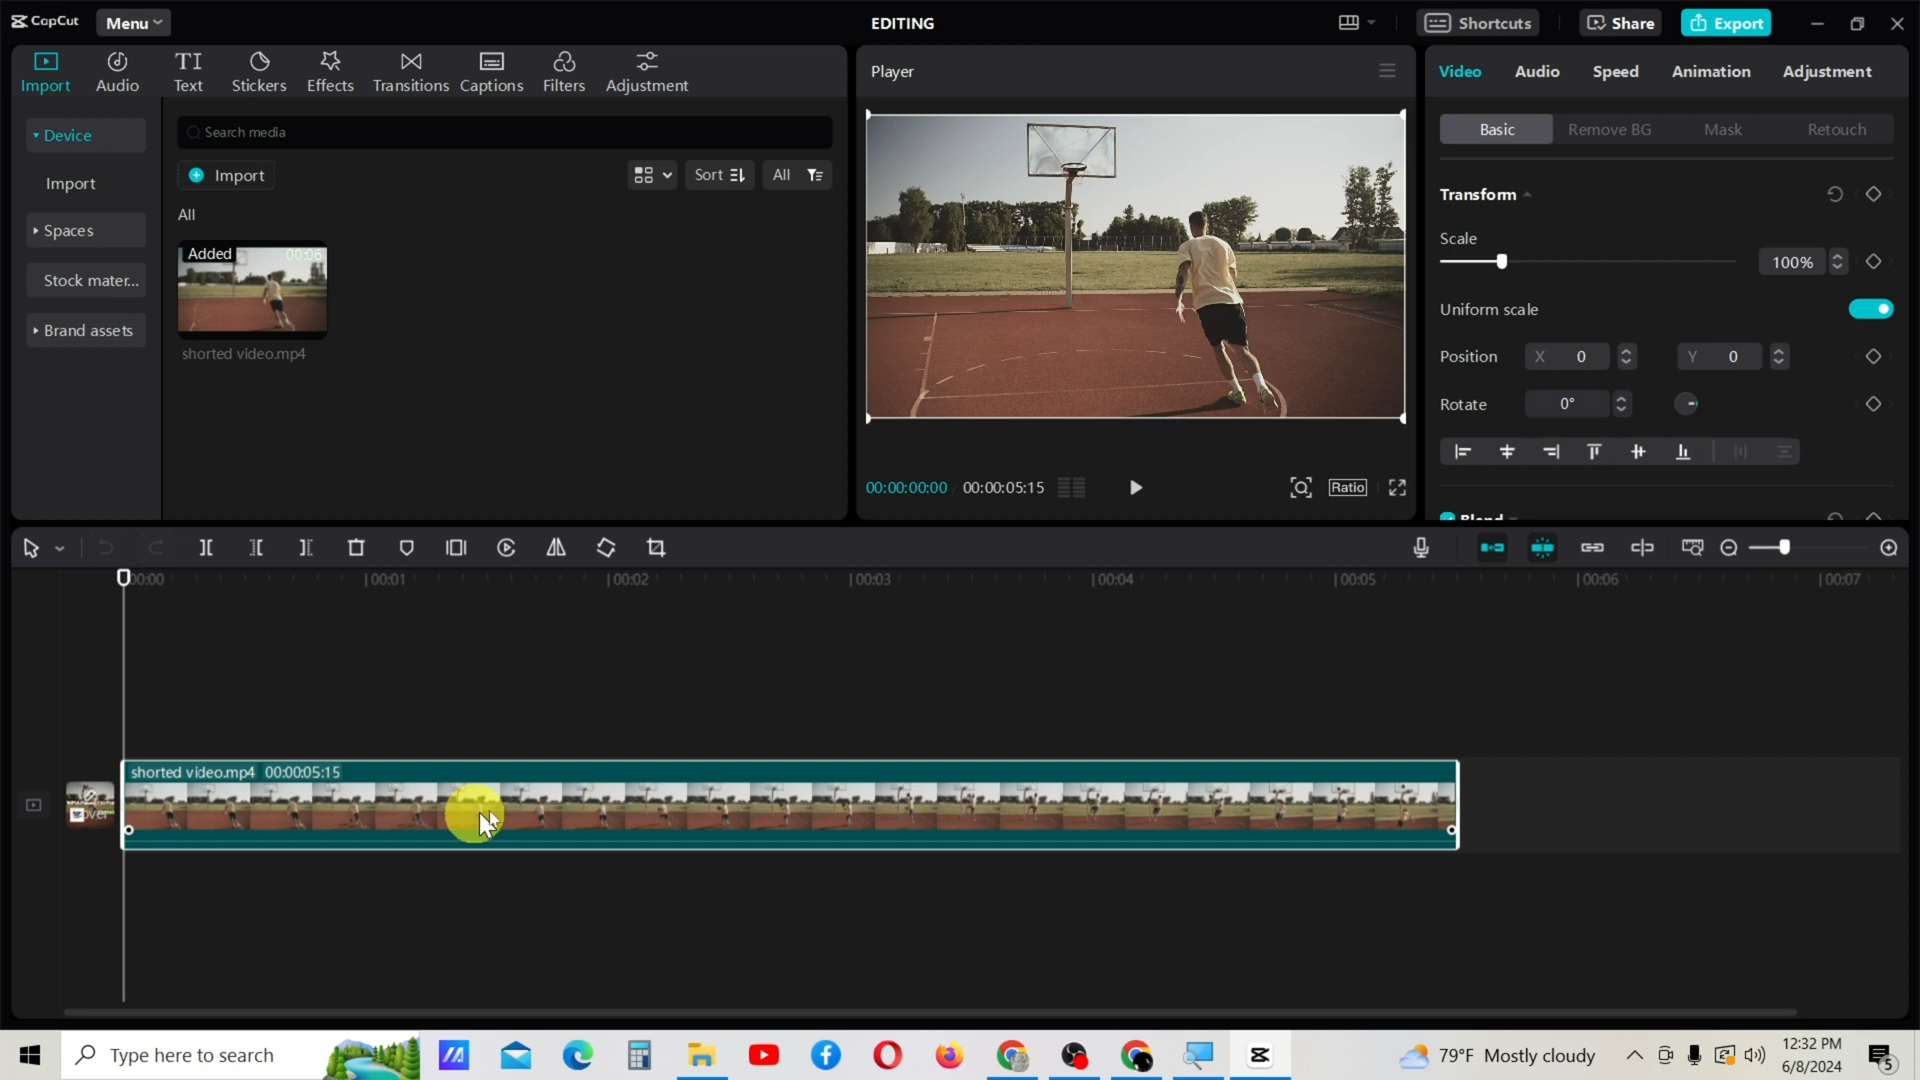 CapCut
Menu
EDITING
Shortcuts
Share
Export
Import
Audio
Text
Stickers
Effects
Transitions
Captions
Filters
Adjustment
Device
Import
Spaces
Stock mater...
Brand assets
Search media
Import
Sort
All
All
Added
00:06
shorted video.mp4
Player
00:00:00:00
00:00:05:15
Ratio
Video
Audio
Speed
Animation
Adjustment
Basic
Remove BG
Mask
Retouch
Transform
Scale
100%
Uniform scale
Position
X 0
Y 0
Rotate
0°
Blend
00:00
00:01
00:02
00:03
00:04
00:05
00:06
00:07
shorted video.mp4 00:00:05:15
Type here to search
79°F Mostly cloudy
12:32 PM
6/8/2024
5